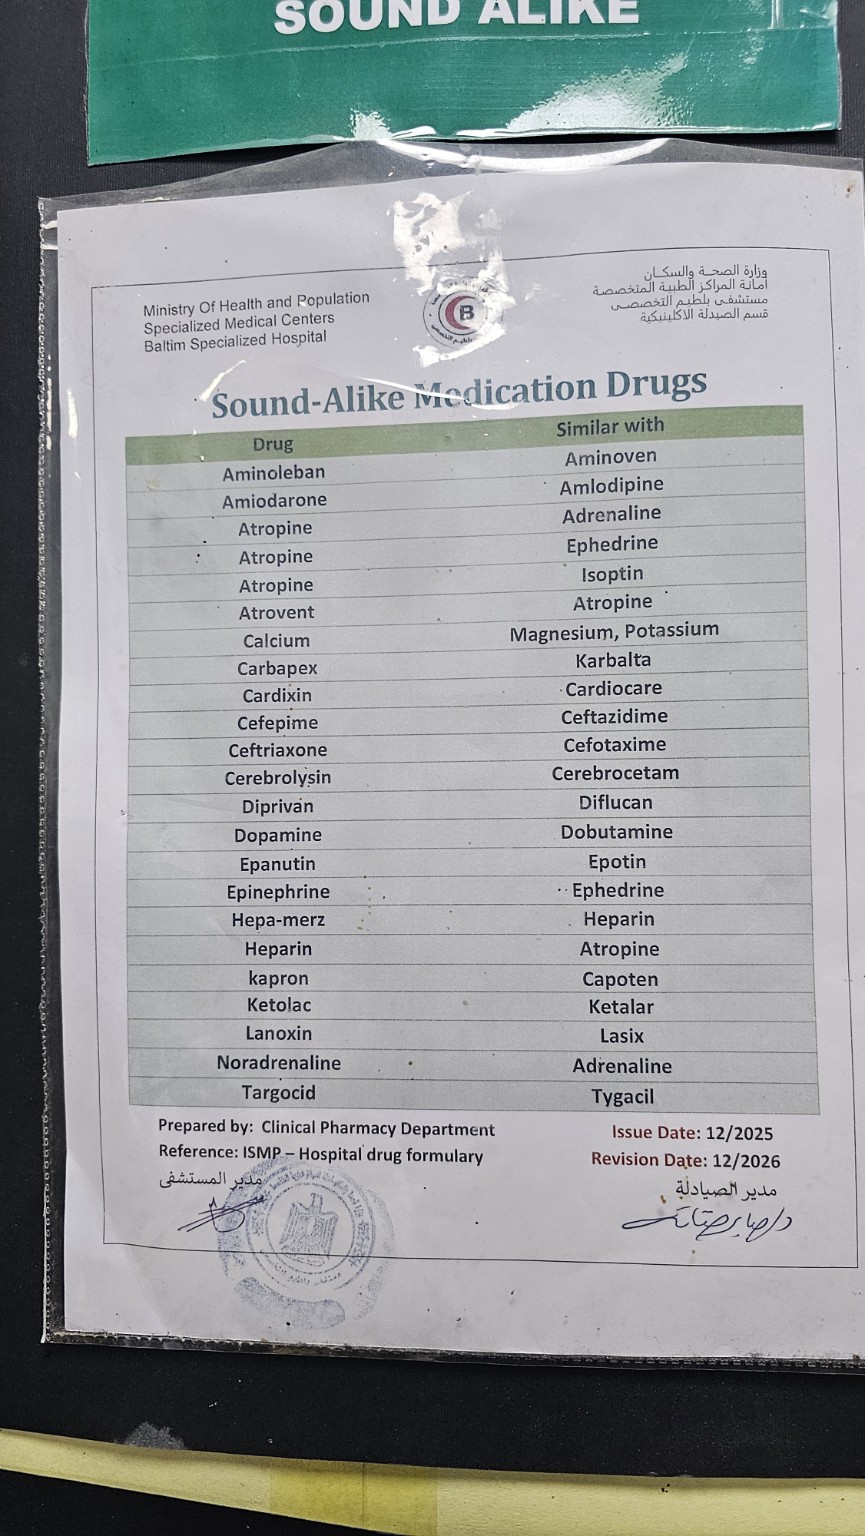 SOUND ALIKE
Ministry Of Health and Population
Specialized Medical Centers
Baltim Specialized Hospital
B
وزارة الصحة والسكان
امانة المراكز الطبية المتخصصة
مستشفى بلطيم التخصصى
قسم الصيدلة الاكلينيكية
Sound-Alike Medication Drugs
Drug Similar with
Aminoleban Aminoven
Amiodarone Amlodipine
Atropine Adrenaline
Atropine Ephedrine
Atropine Isoptin
Atrovent Atropine
Calcium Magnesium, Potassium
Carbapex Karbalta
Cardixin Cardiocare
Cefepime Ceftazidime
Ceftriaxone Cefotaxime
Cerebrolysin Cerebrocetam
Diprivan Diflucan
Dopamine Dobutamine
Epanutin Epotin
Epinephrine Ephedrine
Hepa-merz Heparin
Heparin Atropine
kapron Capoten
Ketolac Ketalar
Lanoxin Lasix
Noradrenaline Adrenaline
Targocid Tygacil
Prepared by: Clinical Pharmacy Department Issue Date: 12/2025
Reference: ISMP – Hospital drug formulary Revision Date: 12/2026
مدير المستشفى
مدير الصيادلة